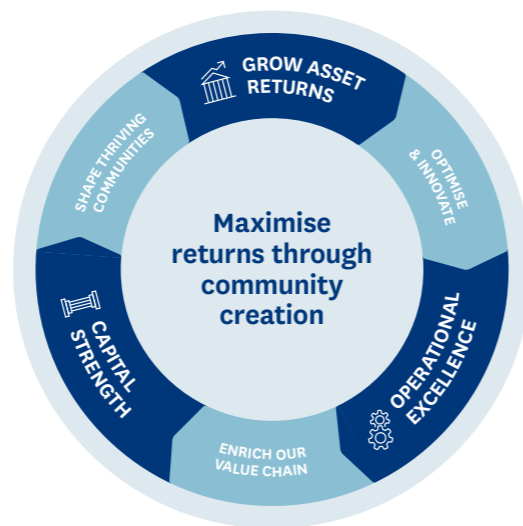 GROW ASSET
RETURNS
OPTIMISE
& INNOVATE
OPERATIONAL
EXCELLENCE
ENRICH OUR
VALUE CHAIN
CAPITAL
STRENGTH
SHAPE THRIVING
COMMUNITIES
Maximise
returns through
community
creation